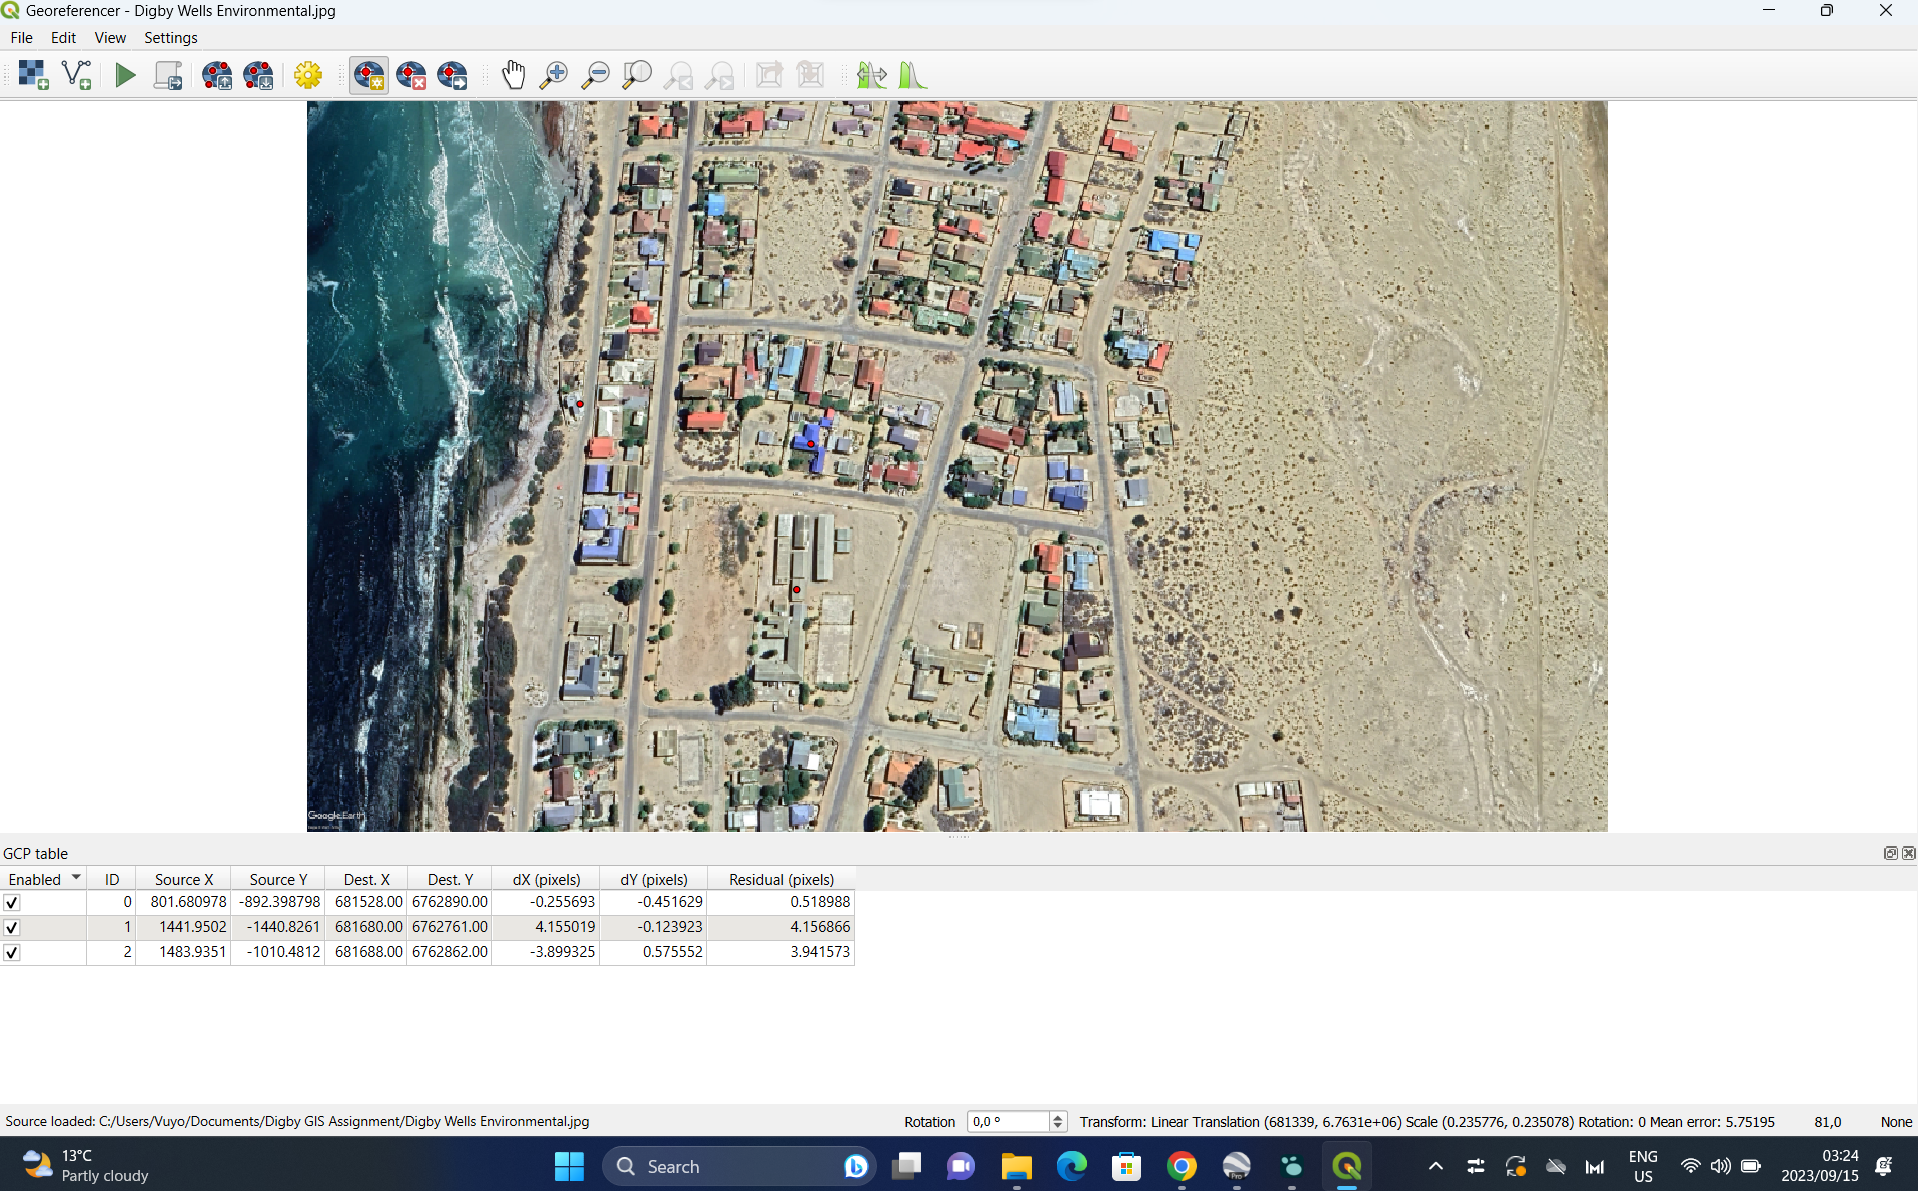 Georeferencer - Digby Wells Environmental.jpg
File Edit View Settings
Google Earth
GCP table
Enabled ID Source X Source Y Dest. X Dest. Y dX (pixels) dY (pixels) Residual (pixels)
0 801.680978 -892.398798 681528.00 6762890.00 -0.255693 -0.451629 0.518988
1 1441.9502 -1440.8261 681680.00 6762761.00 4.155019 -0.123923 4.156866
2 1483.9351 -1010.4812 681688.00 6762862.00 -3.899325 0.575552 3.941573
Source loaded: C:/Users/Vuyo/Documents/Digby GIS Assignment/Digby Wells Environmental.jpg Rotation 0,0 ° Transform: Linear Translation (681339, 6.7631e+06) Scale (0.235776, 0.235078) Rotation: 0 Mean error: 5.75195 81,0 None
13°C
Partly cloudy
Search
Pro
ENG
US
03:24
2023/09/15